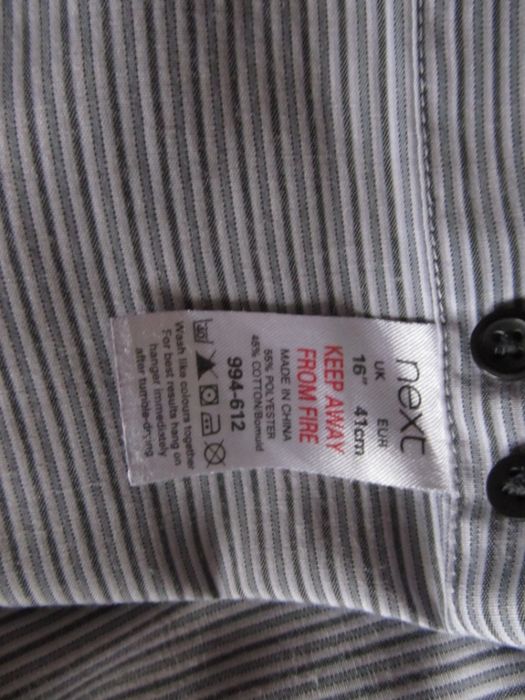 next
UK EUR
16" 41cm
KEEP AWAY
FROM FIRE
MADE IN CHINA
55% POLYESTER
45% COTTON/Bomuld
994-612
Wash like colours together
For best results hang on
hanger immediately
after tumble-drying